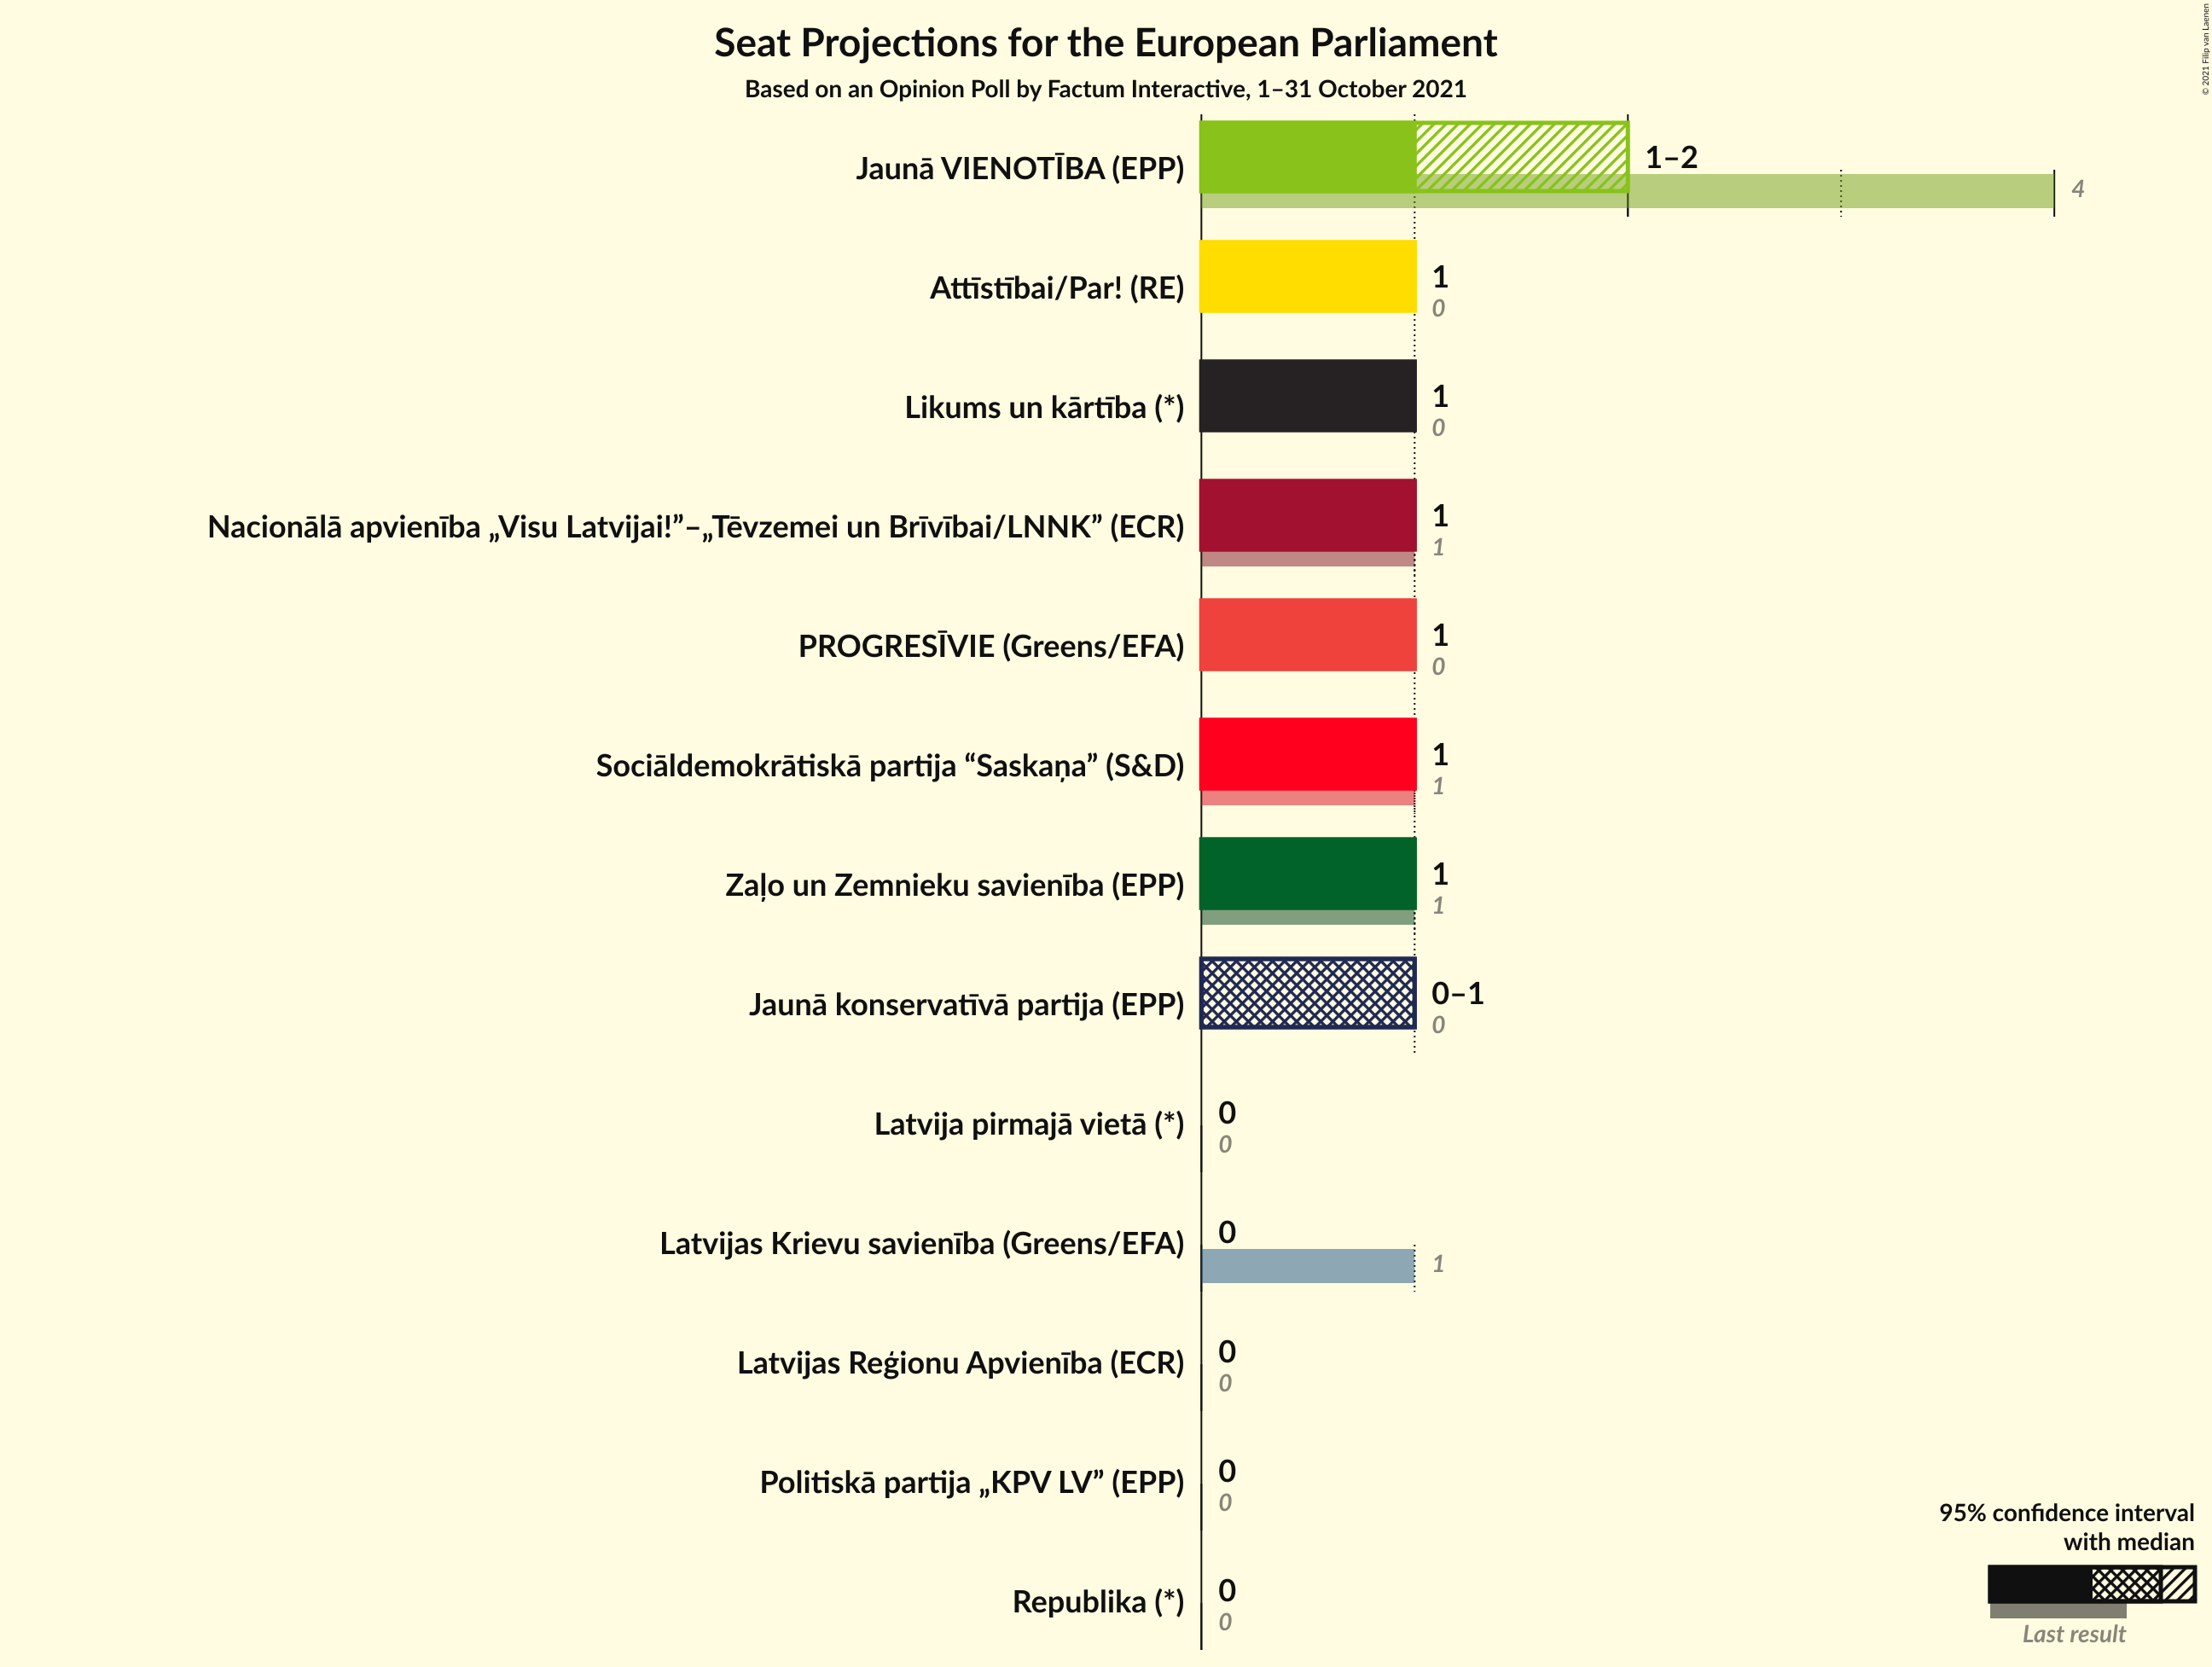 Seat Projections for the European Parliament
Based on an Opinion Poll by Factum Interactive, 1–31 October 2021
© 2021 Filip van Laenen
Jaunā VIENOTĪBA (EPP)
1–2
4
Attīstībai/Par! (RE)
1
0
Likums un kārtība (*)
1
0
Nacionālā apvienība „Visu Latvijai!”–„Tēvzemei un Brīvībai/LNNK” (ECR)
1
1
PROGRESĪVIE (Greens/EFA)
1
0
Sociāldemokrātiskā partija “Saskaņa” (S&D)
1
1
Zaļo un Zemnieku savienība (EPP)
1
1
Jaunā konservatīvā partija (EPP)
0–1
0
Latvija pirmajā vietā (*)
0
0
Latvijas Krievu savienība (Greens/EFA)
0
1
Latvijas Reģionu Apvienība (ECR)
0
0
Politiskā partija „KPV LV” (EPP)
0
0
Republika (*)
0
0
95% confidence interval
with median
Last result